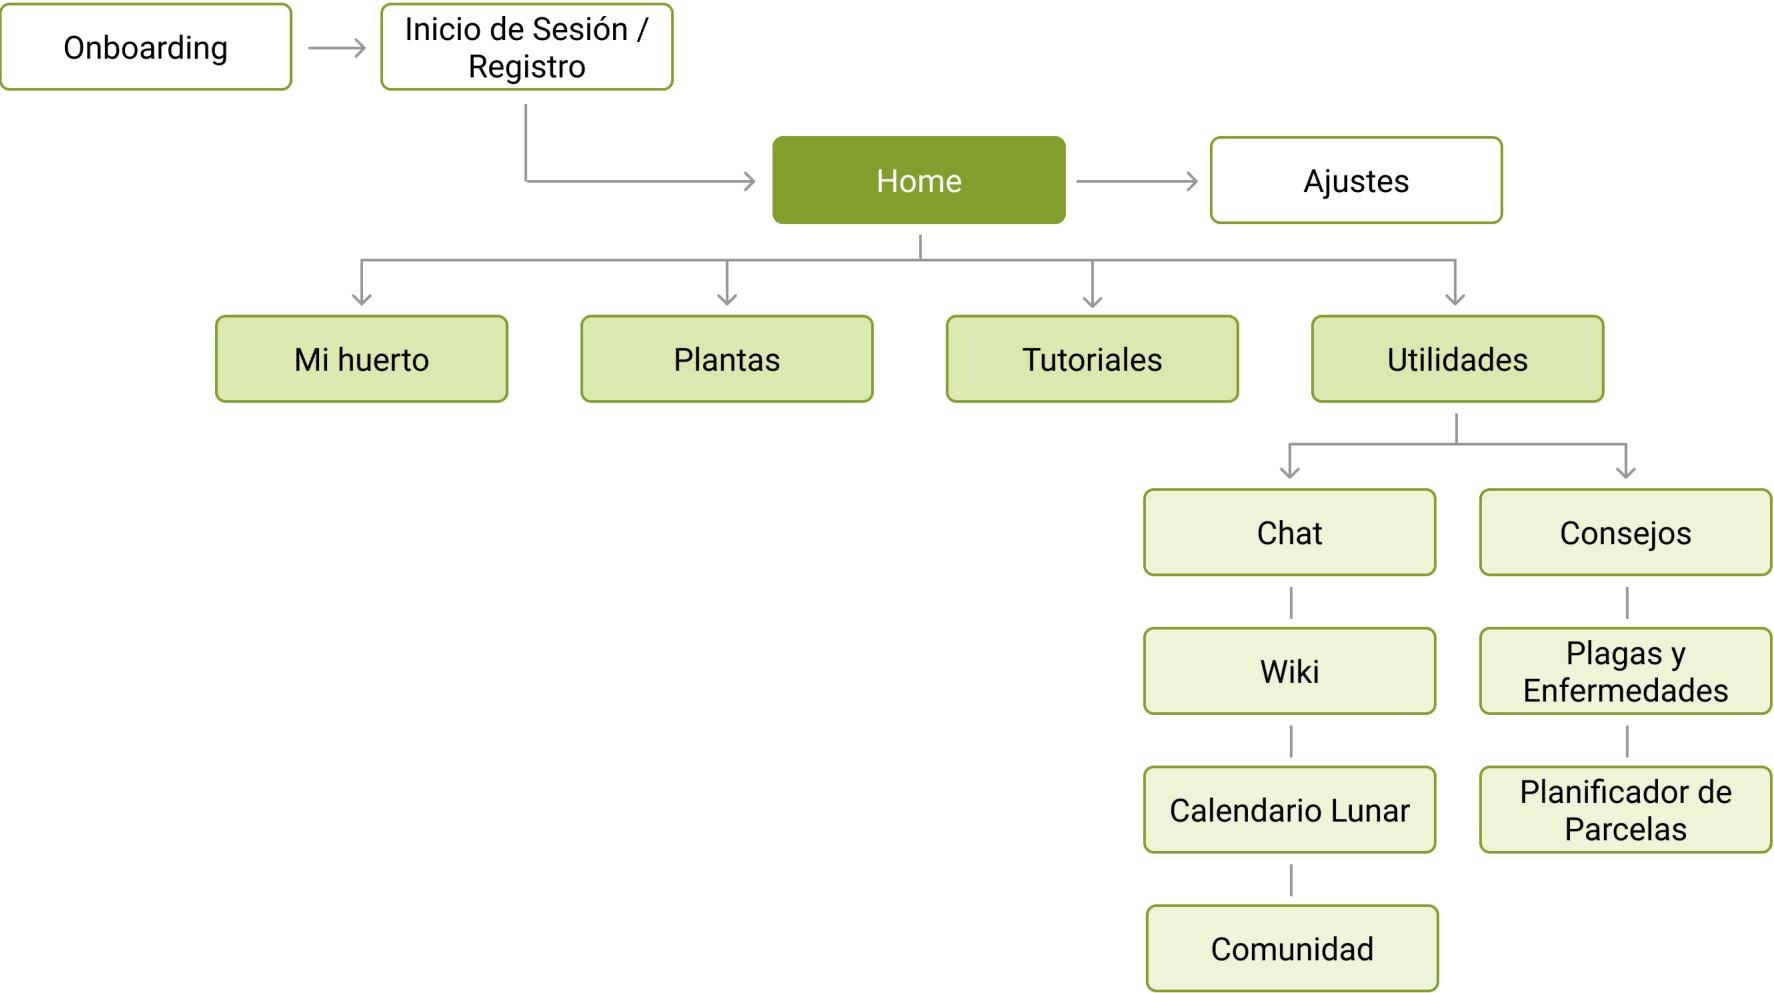 Onboarding
Inicio de Sesión /
Registro
Home
Ajustes
Mi huerto
Plantas
Tutoriales
Utilidades
Chat
Consejos
Wiki
Plagas y
Enfermedades
Calendario Lunar
Planificador de
Parcelas
Comunidad